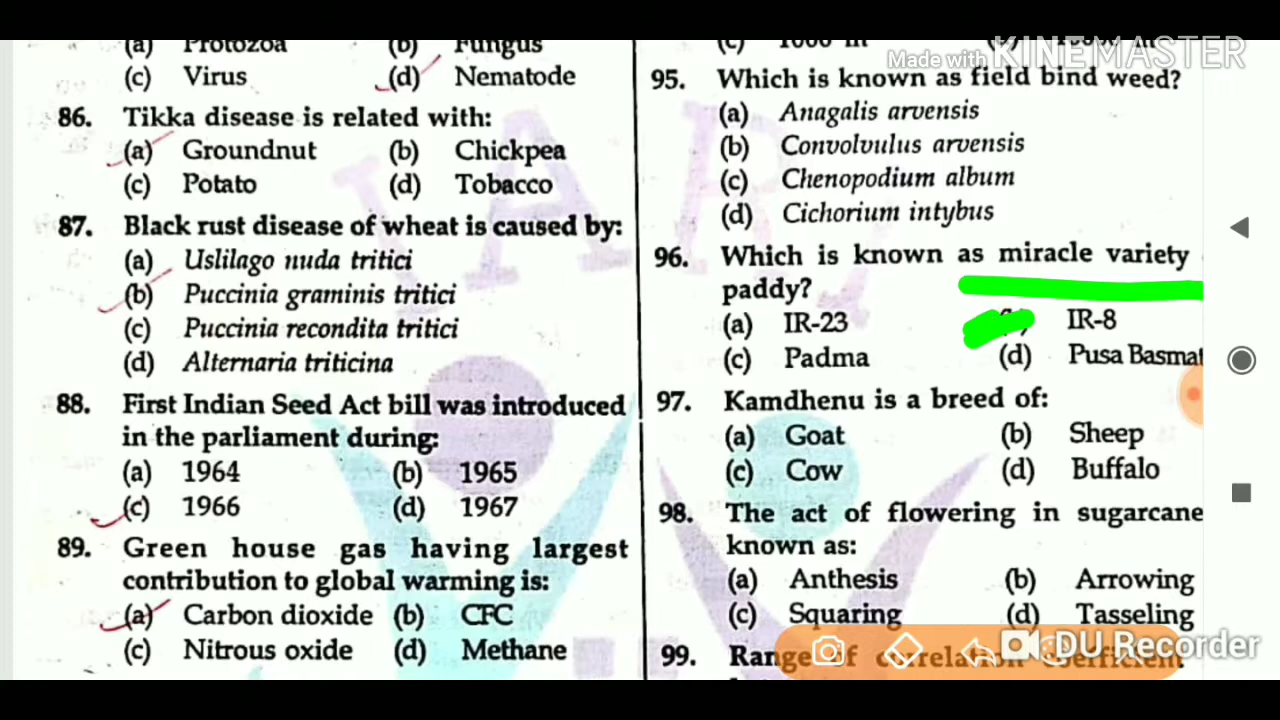 (a) Protozoa (b) Fungus
(c) Virus (d) Nematode
86. Tikka disease is related with:
(a) Groundnut (b) Chickpea
(c) Potato (d) Tobacco
87. Black rust disease of wheat is caused by:
(a) Uslilago nuda tritici
(b) Puccinia graminis tritici
(c) Puccinia recondita tritici
(d) Alternaria triticina
88. First Indian Seed Act bill was introduced
in the parliament during:
(a) 1964 (b) 1965
(c) 1966 (d) 1967
89. Green house gas having largest
contribution to global warming is:
(a) Carbon dioxide (b) CFC
(c) Nitrous oxide (d) Methane
Made with KINEMASTER
95. Which is known as field bind weed?
(a) Anagalis arvensis
(b) Convolvulus arvensis
(c) Chenopodium album
(d) Cichorium intybus
96. Which is known as miracle variety
paddy?
(a) IR-23 IR-8
(c) Padma (d) Pusa Basmat
97. Kamdhenu is a breed of:
(a) Goat (b) Sheep
(c) Cow (d) Buffalo
98. The act of flowering in sugarcane
known as:
(a) Anthesis (b) Arrowing
(c) Squaring (d) Tasseling
99. Range of correlation coefficient
DU Recorder
IARI